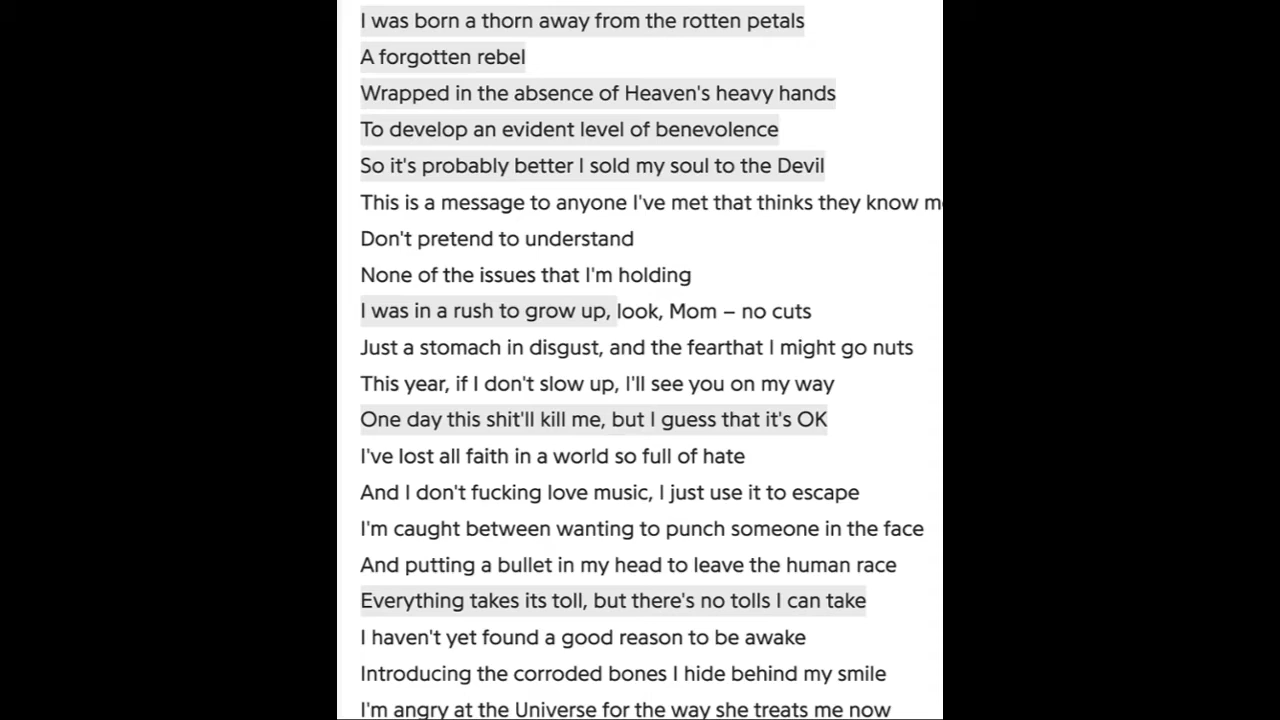 I was born a thorn away from the rotten petals
A forgotten rebel
Wrapped in the absence of Heaven's heavy hands
To develop an evident level of benevolence
So it's probably better I sold my soul to the Devil
This is a message to anyone I've met that thinks they know m
Don't pretend to understand
None of the issues that I'm holding
I was in a rush to grow up, look, Mom – no cuts
Just a stomach in disgust, and the fearthat I might go nuts
This year, if I don't slow up, I'll see you on my way
One day this shit'll kill me, but I guess that it's OK
I've lost all faith in a world so full of hate
And I don't fucking love music, I just use it to escape
I'm caught between wanting to punch someone in the face
And putting a bullet in my head to leave the human race
Everything takes its toll, but there's no tolls I can take
I haven't yet found a good reason to be awake
Introducing the corroded bones I hide behind my smile
I'm angry at the Universe for the way she treats me now